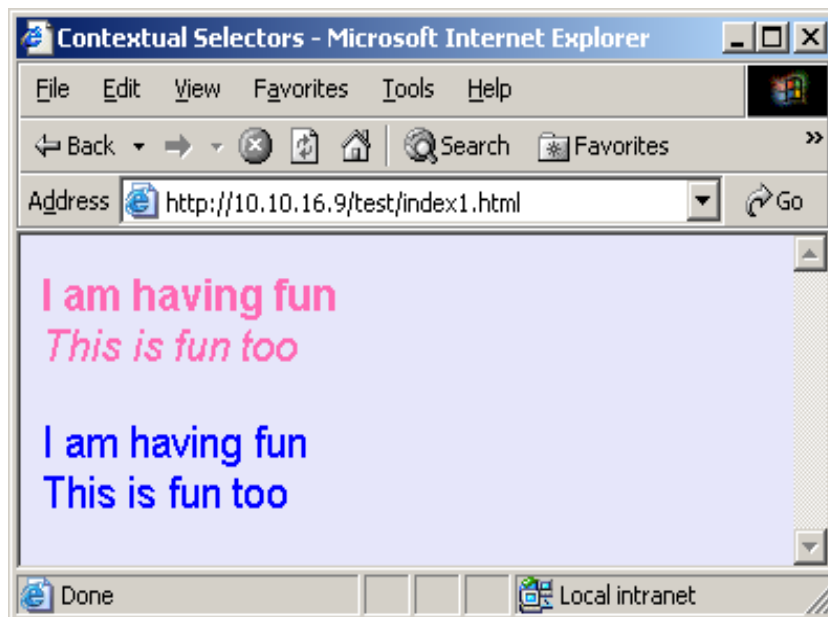 Contextual Selectors - Microsoft Internet Explorer
File Edit View Favorites Tools Help
Back Search Favorites »
Address http://10.10.16.9/test/index1.html Go
I am having fun
This is fun too
I am having fun
This is fun too
Done Local intranet